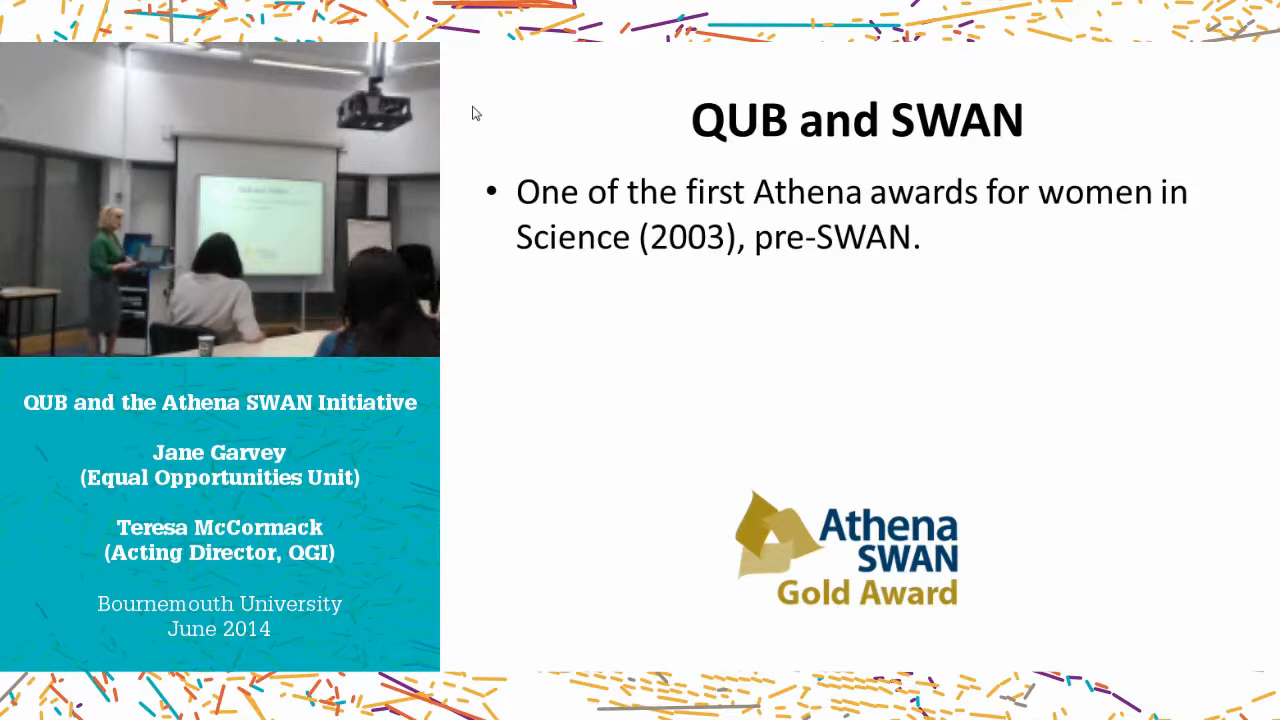 QUB and SWAN
• One of the first Athena awards for women in
Science (2003), pre-SWAN.
Athena
SWAN
Gold Award
QUB and the Athena SWAN Initiative
Jane Garvey
(Equal Opportunities Unit)
Teresa McCormack
(Acting Director, QGI)
Bournemouth University
June 2014